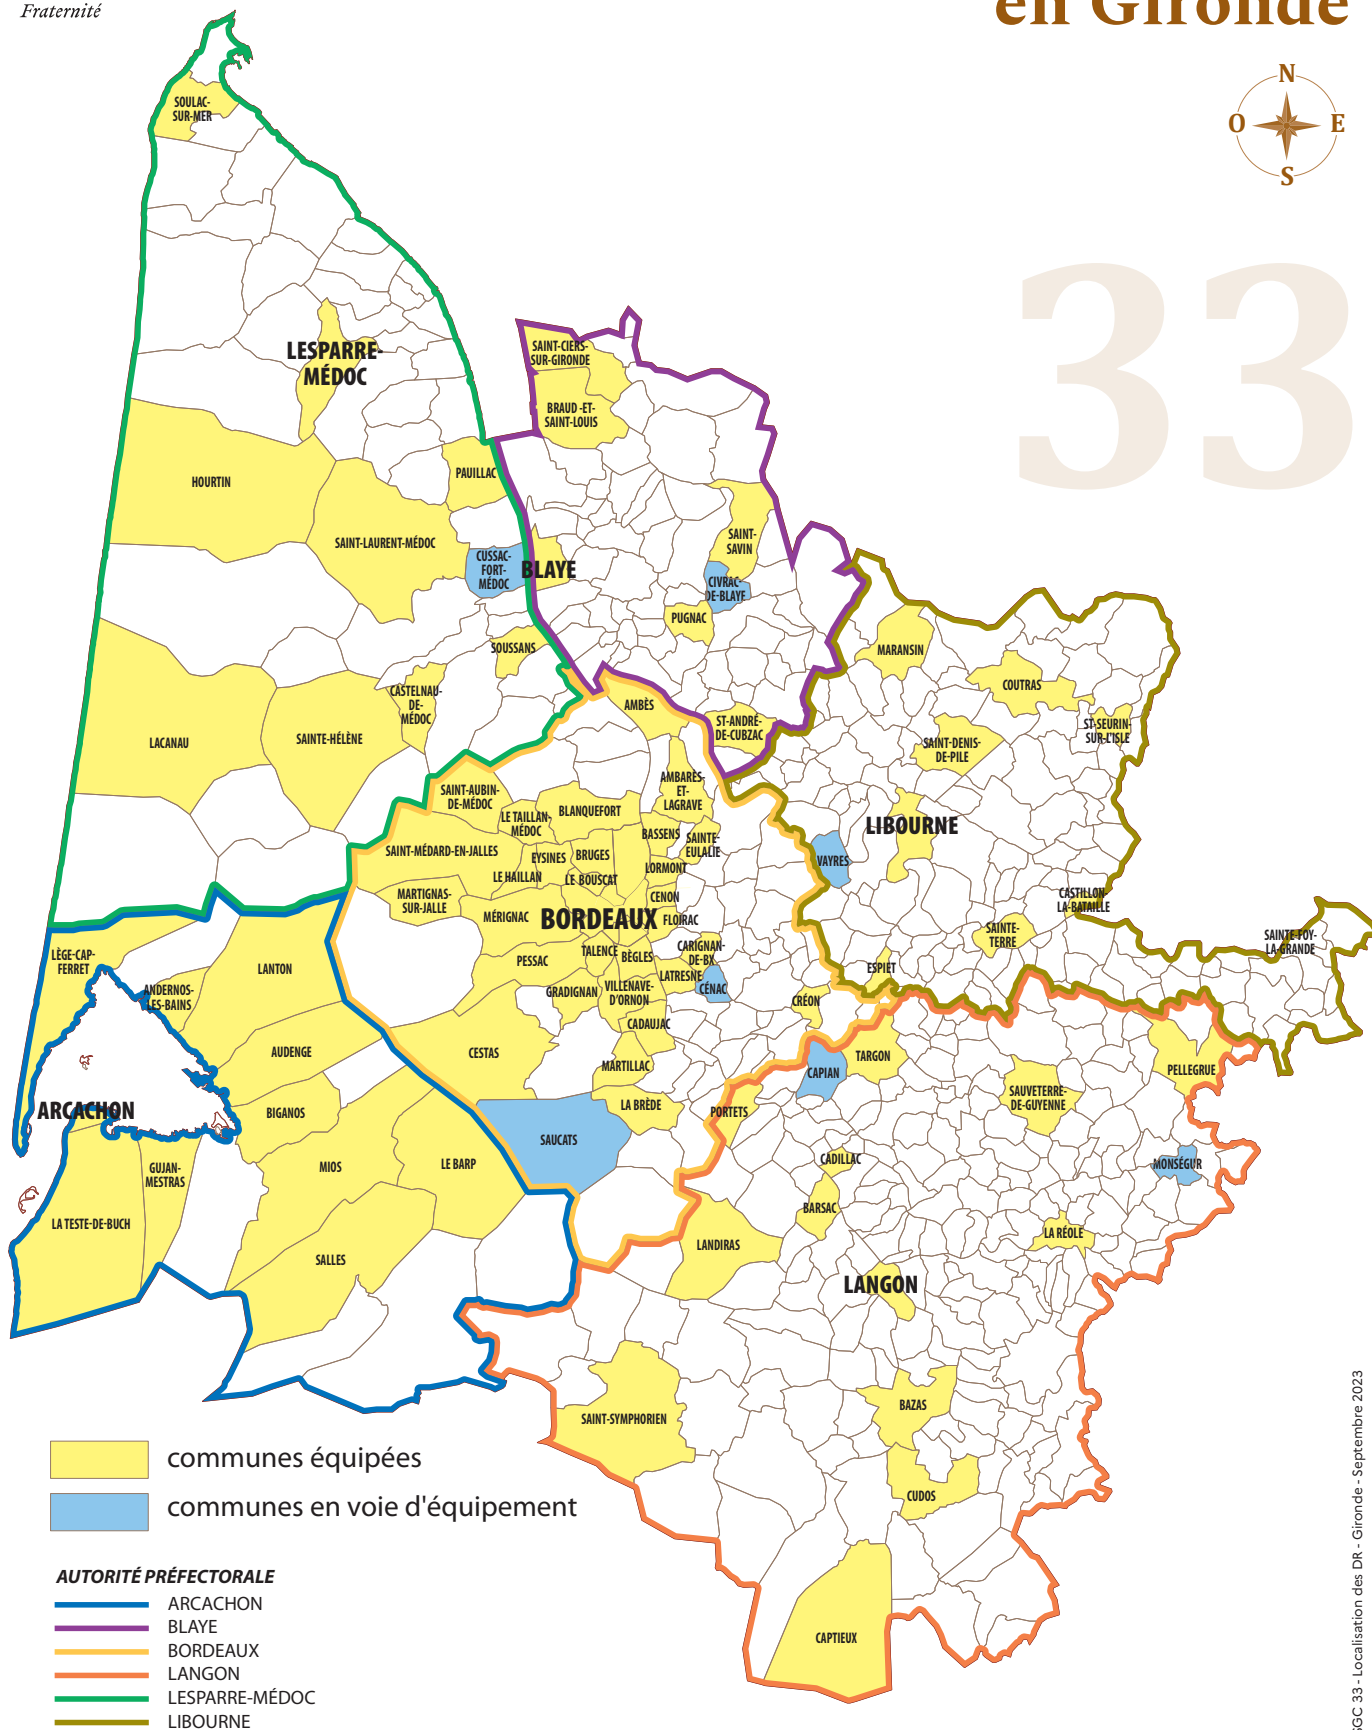 Fraternité
en Gironde
N
O
E
S
33
SOULAC-
SUR-MER
LESPARRE-
MÉDOC
SAINT-CIERS-
SUR-GIRONDE
BRAUD -ET-
SAINT-LOUIS
HOURTIN
PAUILLAC
SAINT-LAURENT-MÉDOC
CUSSAC-
FORT-
MÉDOC
BLAYE
SAINT-
SAVIN
CIVRAC-
DE-BLAYE
PUGNAC
SOUSSANS
MARANSIN
COUTRAS
CASTELNAU-
DE-
MÉDOC
AMBÈS
ST-ANDRÉ-
DE-CUBZAC
ST-SEURIN-
SUR-L'ISLE
LACANAU
SAINTE-HÉLÈNE
SAINT-DENIS-
DE-PILE
SAINT-AUBIN-
DE-MÉDOC
AMBARÈS-
ET-
LAGRAVE
LE TAILLAN-
MÉDOC
BLANQUEFORT
BASSENS
SAINTE-
EULALIE
LIBOURNE
SAINT-MÉDARD-EN-JALLES
EYSINES
BRUGES
LORMONT
VAYRES
LE HAILLAN
LE BOUSCAT
MARTIGNAS-
SUR-JALLE
CENON
CASTILLON-
LA-BATAILLE
MÉRIGNAC
BORDEAUX
FLOIRAC
SAINTE-
TERRE
SAINTE-FOY-
LA-GRANDE
LÈGE-CAP-
FERRET
LANTON
PESSAC
TALENCE
BÈGLES
CARIGNAN-
DE-BX
LATRESNE
CÉNAC
ESPIET
ANDERNOS-
LES-BAINS
GRADIGNAN
VILLENAVE-
D'ORNON
CRÉON
CADAUJAC
AUDENGE
CESTAS
MARTILLAC
CAPIAN
TARGON
PELLEGRUE
ARCACHON
BIGANOS
LA BRÈDE
PORTETS
SAUVETERRE-
DE-GUYENNE
SAUCATS
GUJAN-
MESTRAS
MIOS
LE BARP
CADILLAC
MONSÉGUR
LA TESTE-DE-BUCH
BARSAC
SALLES
LANDIRAS
LA RÉOLE
LANGON
SAINT-SYMPHORIEN
BAZAS
CUDOS
CAPTIEUX
communes équipées
communes en voie d'équipement
AUTORITÉ PRÉFECTORALE
ARCACHON
BLAYE
BORDEAUX
LANGON
LESPARRE-MÉDOC
LIBOURNE
GC 33 - Localisation des DR - Gironde - Septembre 2023